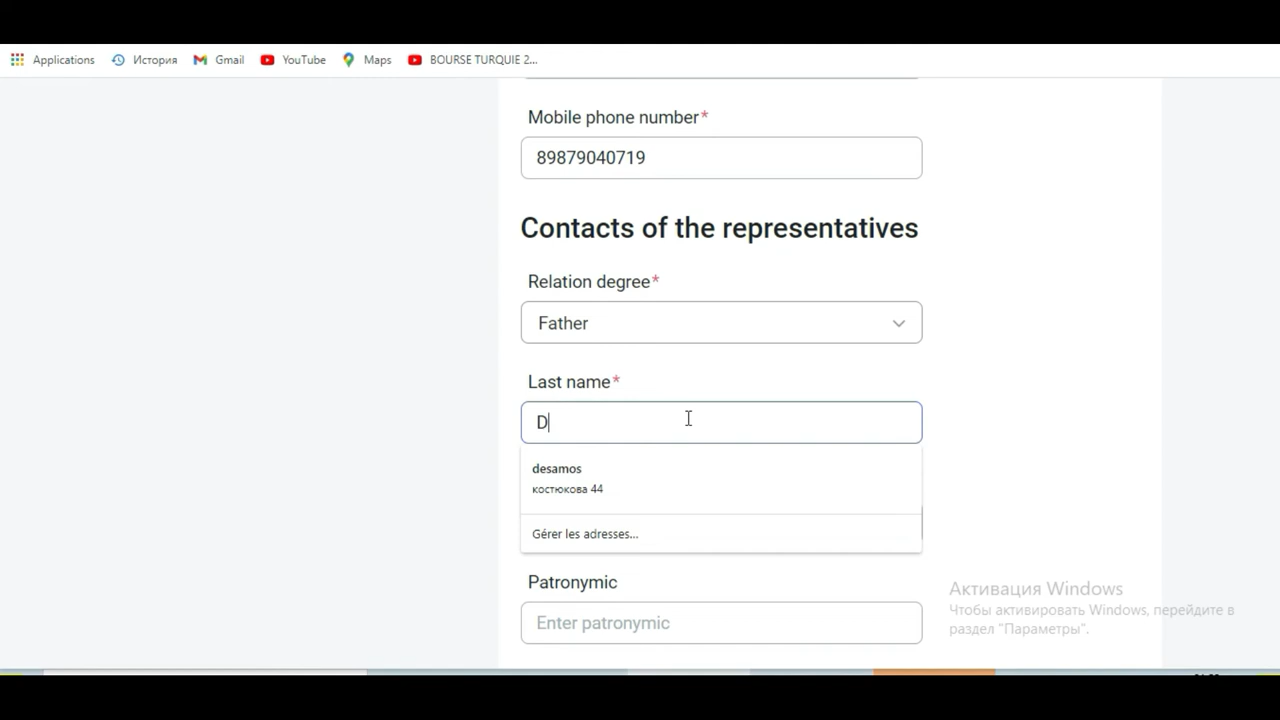 Applications История Gmail YouTube Maps BOURSE TURQUIE 2...
Mobile phone number*
89879040719
Contacts of the representatives
Relation degree*
Father
Last name*
D
desamos
костюкова 44
Gérer les adresses...
Patronymic
Enter patronymic
Активация Windows
Чтобы активировать Windows, перейдите в
раздел "Параметры".